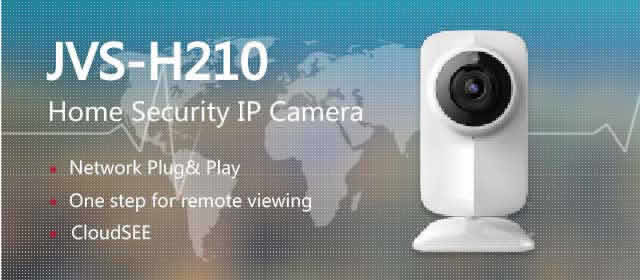 JVS-H210
Home Security IP Camera
Network Plug& Play
One step for remote viewing
CloudSEE